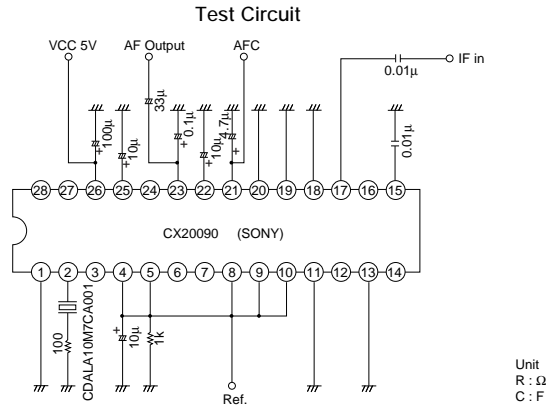 Test Circuit
VCC 5V
AF Output
AFC
IF in
0.01μ
33μ
100μ
10μ
0.1μ
10μ
4.7μ
0.01μ
+
+
+
+
+
28 27 26 25 24 23 22 21 20 19 18 17 16 15
CX20090 (SONY)
1 2 3 4 5 6 7 8 9 10 11 12 13 14
100
CDALA10M7CA001
+
10μ
1k
Ref.
Unit
R : Ω
C : F